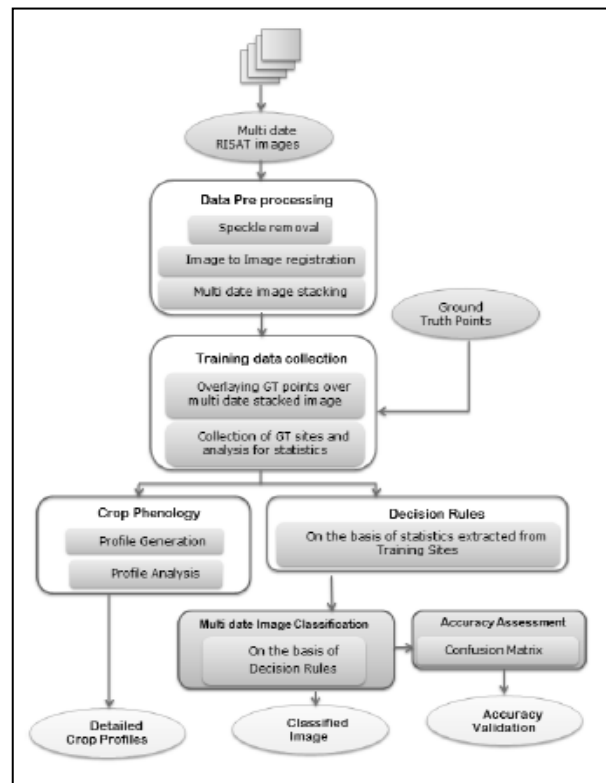 Multi date
RISAT images
Data Pre processing
Speckle removal
Image to Image registration
Multi date image stacking
Ground
Truth Points
Training data collection
Overlaying GT points over
multi date stacked image
Collection of GT sites and
analysis for statistics
Crop Phenology
Profile Generation
Profile Analysis
Decision Rules
On the basis of statistics extracted from
Training Sites
Multi date Image Classification
On the basis of
Decision Rules
Accuracy Assessment
Confusion Matrix
Detailed
Crop Profiles
Classified
Image
Accuracy
Validation